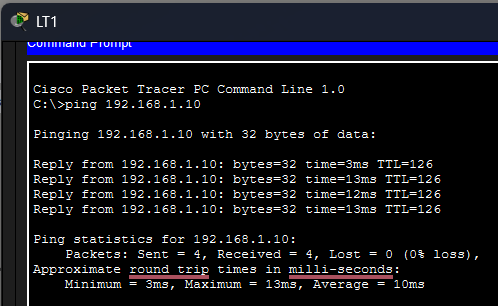 LT1
Command Prompt
Cisco Packet Tracer PC Command Line 1.0
C:\>ping 192.168.1.10
Pinging 192.168.1.10 with 32 bytes of data:
Reply from 192.168.1.10: bytes=32 time=3ms TTL=126
Reply from 192.168.1.10: bytes=32 time=13ms TTL=126
Reply from 192.168.1.10: bytes=32 time=12ms TTL=126
Reply from 192.168.1.10: bytes=32 time=13ms TTL=126
Ping statistics for 192.168.1.10:
Packets: Sent = 4, Received = 4, Lost = 0 (0% loss),
Approximate round trip times in milli-seconds:
Minimum = 3ms, Maximum = 13ms, Average = 10ms